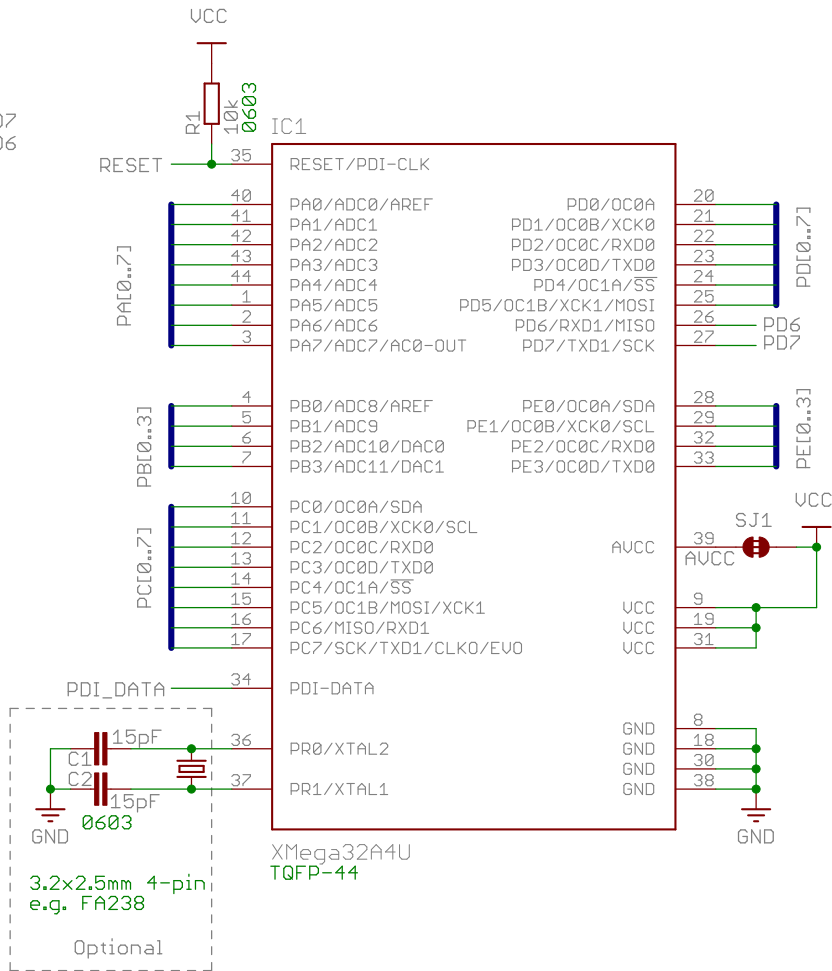 VCC
R1
10k
0603
D7
D6
IC1
RESET
35
RESET/PDI-CLK
PA[0..7]
40 PA0/ADC0/AREF
41 PA1/ADC1
42 PA2/ADC2
43 PA3/ADC3
44 PA4/ADC4
1 PA5/ADC5
2 PA6/ADC6
3 PA7/ADC7/AC0-OUT
PB[0..3]
4 PB0/ADC8/AREF
5 PB1/ADC9
6 PB2/ADC10/DAC0
7 PB3/ADC11/DAC1
PC[0..7]
10 PC0/OC0A/SDA
11 PC1/OC0B/XCK0/SCL
12 PC2/OC0C/RXD0
13 PC3/OC0D/TXD0
14 PC4/OC1A/SS
15 PC5/OC1B/MOSI/XCK1
16 PC6/MISO/RXD1
17 PC7/SCK/TXD1/CLKO/EVO
PDI_DATA 34 PDI-DATA
36 PR0/XTAL2
37 PR1/XTAL1
PD0/OC0A 20
PD1/OC0B/XCK0 21
PD2/OC0C/RXD0 22
PD3/OC0D/TXD0 23
PD4/OC1A/SS 24
PD5/OC1B/XCK1/MOSI 25
PD6/RXD1/MISO 26 PD6
PD7/TXD1/SCK 27 PD7
PD[0..7]
PE0/OC0A/SDA 28
PE1/OC0B/XCK0/SCL 29
PE2/OC0C/RXD0 32
PE3/OC0D/TXD0 33
PE[0..3]
VCC
SJ1
AVCC 39
AVCC
VCC 9
VCC 19
VCC 31
GND 8
GND 18
GND 30
GND 38
GND
15pF
C1
C2
15pF
0603
GND
3.2x2.5mm 4-pin
e.g. FA238
Optional
XMega32A4U
TQFP-44